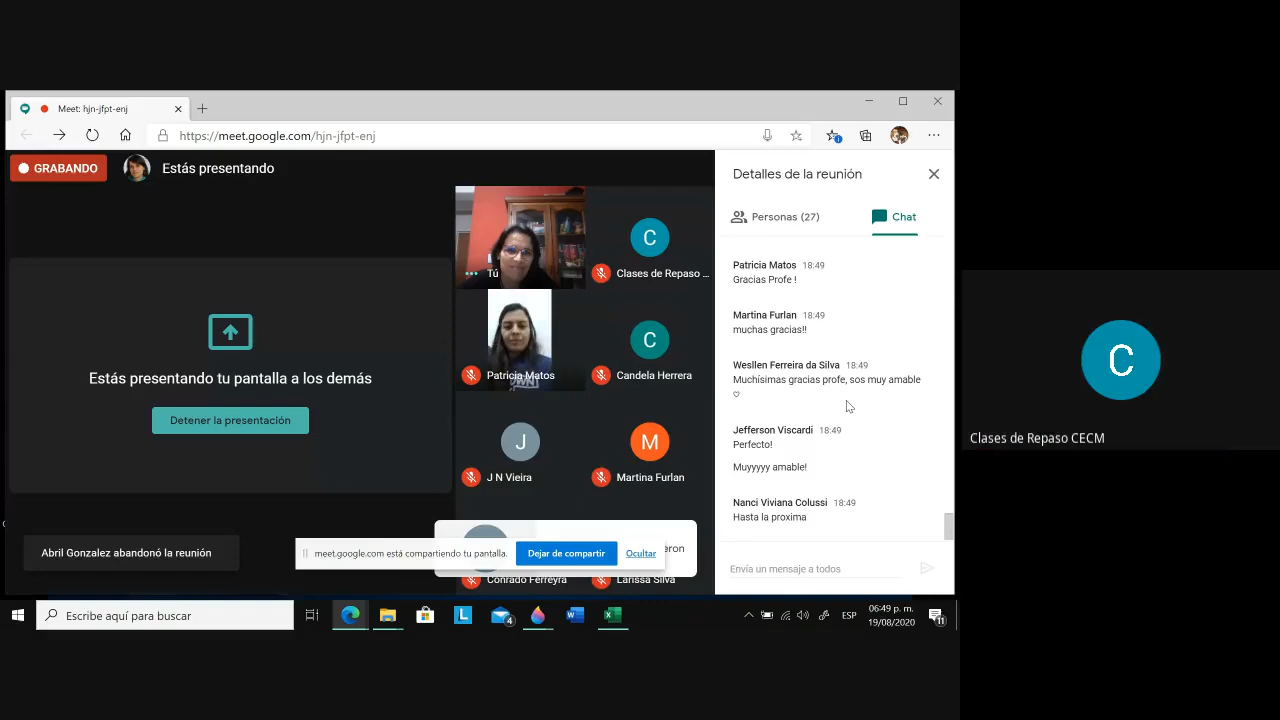 Meet: hjn-jfpt-enj
https://meet.google.com/hjn-jfpt-enj
GRABANDO
Estás presentando
Estás presentando tu pantalla a los demás
Detener la presentación
Abril Gonzalez abandonó la reunión
Tú
Clases de Repaso ...
C
Patricia Matos
C
Candela Herrera
J
J N Vieira
M
Martina Furlan
eron
meet.google.com está compartiendo tu pantalla.
Dejar de compartir
Ocultar
Conrado Ferreyra
Larissa Silva
Detalles de la reunión
Personas (27)
Chat
Patricia Matos 18:49
Gracias Profe !
Martina Furlan 18:49
muchas gracias!!
Wesllen Ferreira da Silva 18:49
Muchísimas gracias profe, sos muy amable
♡
Jefferson Viscardi 18:49
Perfecto!
Muyyyyy amable!
Nanci Viviana Colussi 18:49
Hasta la proxima
Envía un mensaje a todos
Escribe aquí para buscar
L
4
W
X
ESP
06:49 p. m.
19/08/2020
11
C
Clases de Repaso CECM